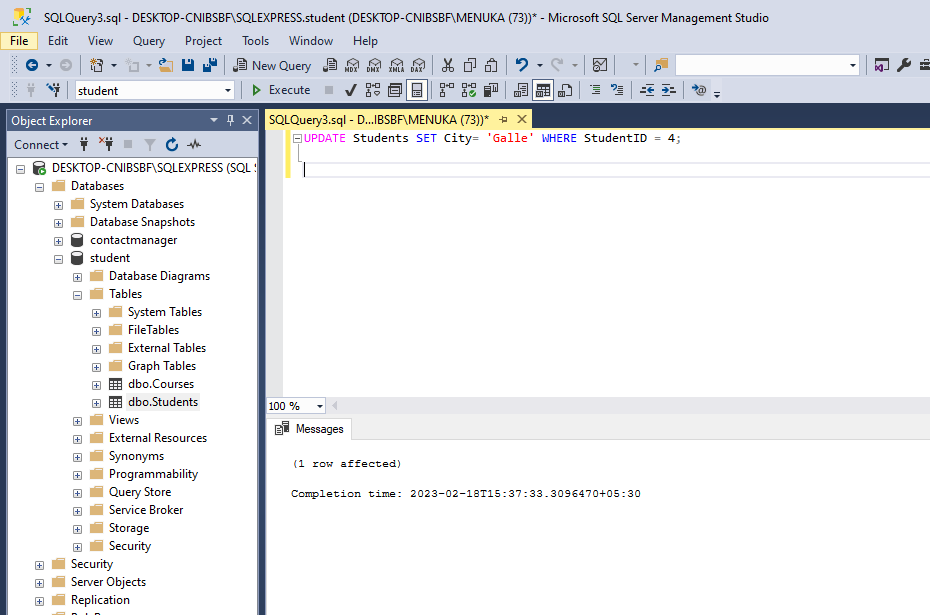 SQLQuery3.sql - DESKTOP-CNIBSBF\SQLEXPRESS.student (DESKTOP-CNIBSBF\MENUKA (73))* - Microsoft SQL Server Management Studio
File Edit View Query Project Tools Window Help
New Query MDX DMX XMLA DAX
student Execute
Object Explorer
SQLQuery3.sql - D...IBSBF\MENUKA (73))*
Connect
UPDATE Students SET City= 'Galle' WHERE StudentID = 4;
DESKTOP-CNIBSBF\SQLEXPRESS (SQL
Databases
System Databases
Database Snapshots
contactmanager
student
Database Diagrams
Tables
System Tables
FileTables
External Tables
Graph Tables
dbo.Courses
dbo.Students
Views
External Resources
Synonyms
Programmability
Query Store
Service Broker
Storage
Security
Security
Server Objects
Replication
100 %
Messages
(1 row affected)
Completion time: 2023-02-18T15:37:33.3096470+05:30